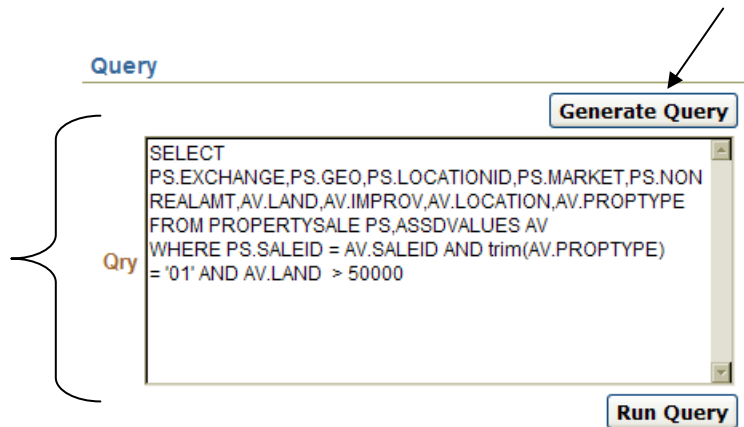 Query
Generate Query
SELECT
PS.EXCHANGE,PS.GEO,PS.LOCATIONID,PS.MARKET,PS.NON
REALAMT,AV.LAND,AV.IMPROV,AV.LOCATION,AV.PROPTYPE
FROM PROPERTYSALE PS,ASSDVALUES AV
WHERE PS.SALEID = AV.SALEID AND trim(AV.PROPTYPE)
Qry = '01' AND AV.LAND  > 50000
Run Query